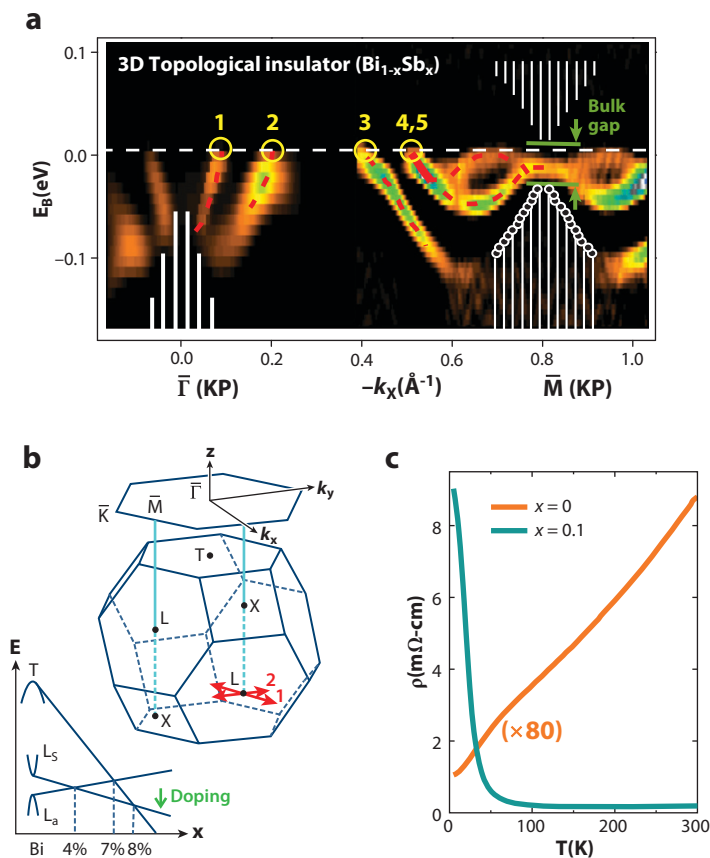 a
3D Topological insulator (Bi1-xSbx)
1
2
3
4,5
Bulk
gap
0.1
0.0
−0.1
EB(eV)
0.0
0.2
0.4
0.6
0.8
1.0
Γ̅ (KP)
−kX(Å-1)
M̅ (KP)
b
z
Γ̅
ky
K̅
M̅
kx
T
L
X
L
2
1
X
E
T
LS
La
Doping
x
Bi
4%
7%
8%
c
x = 0
x = 0.1
8
6
4
2
0
ρ(mΩ-cm)
(×80)
0
100
200
300
T(K)